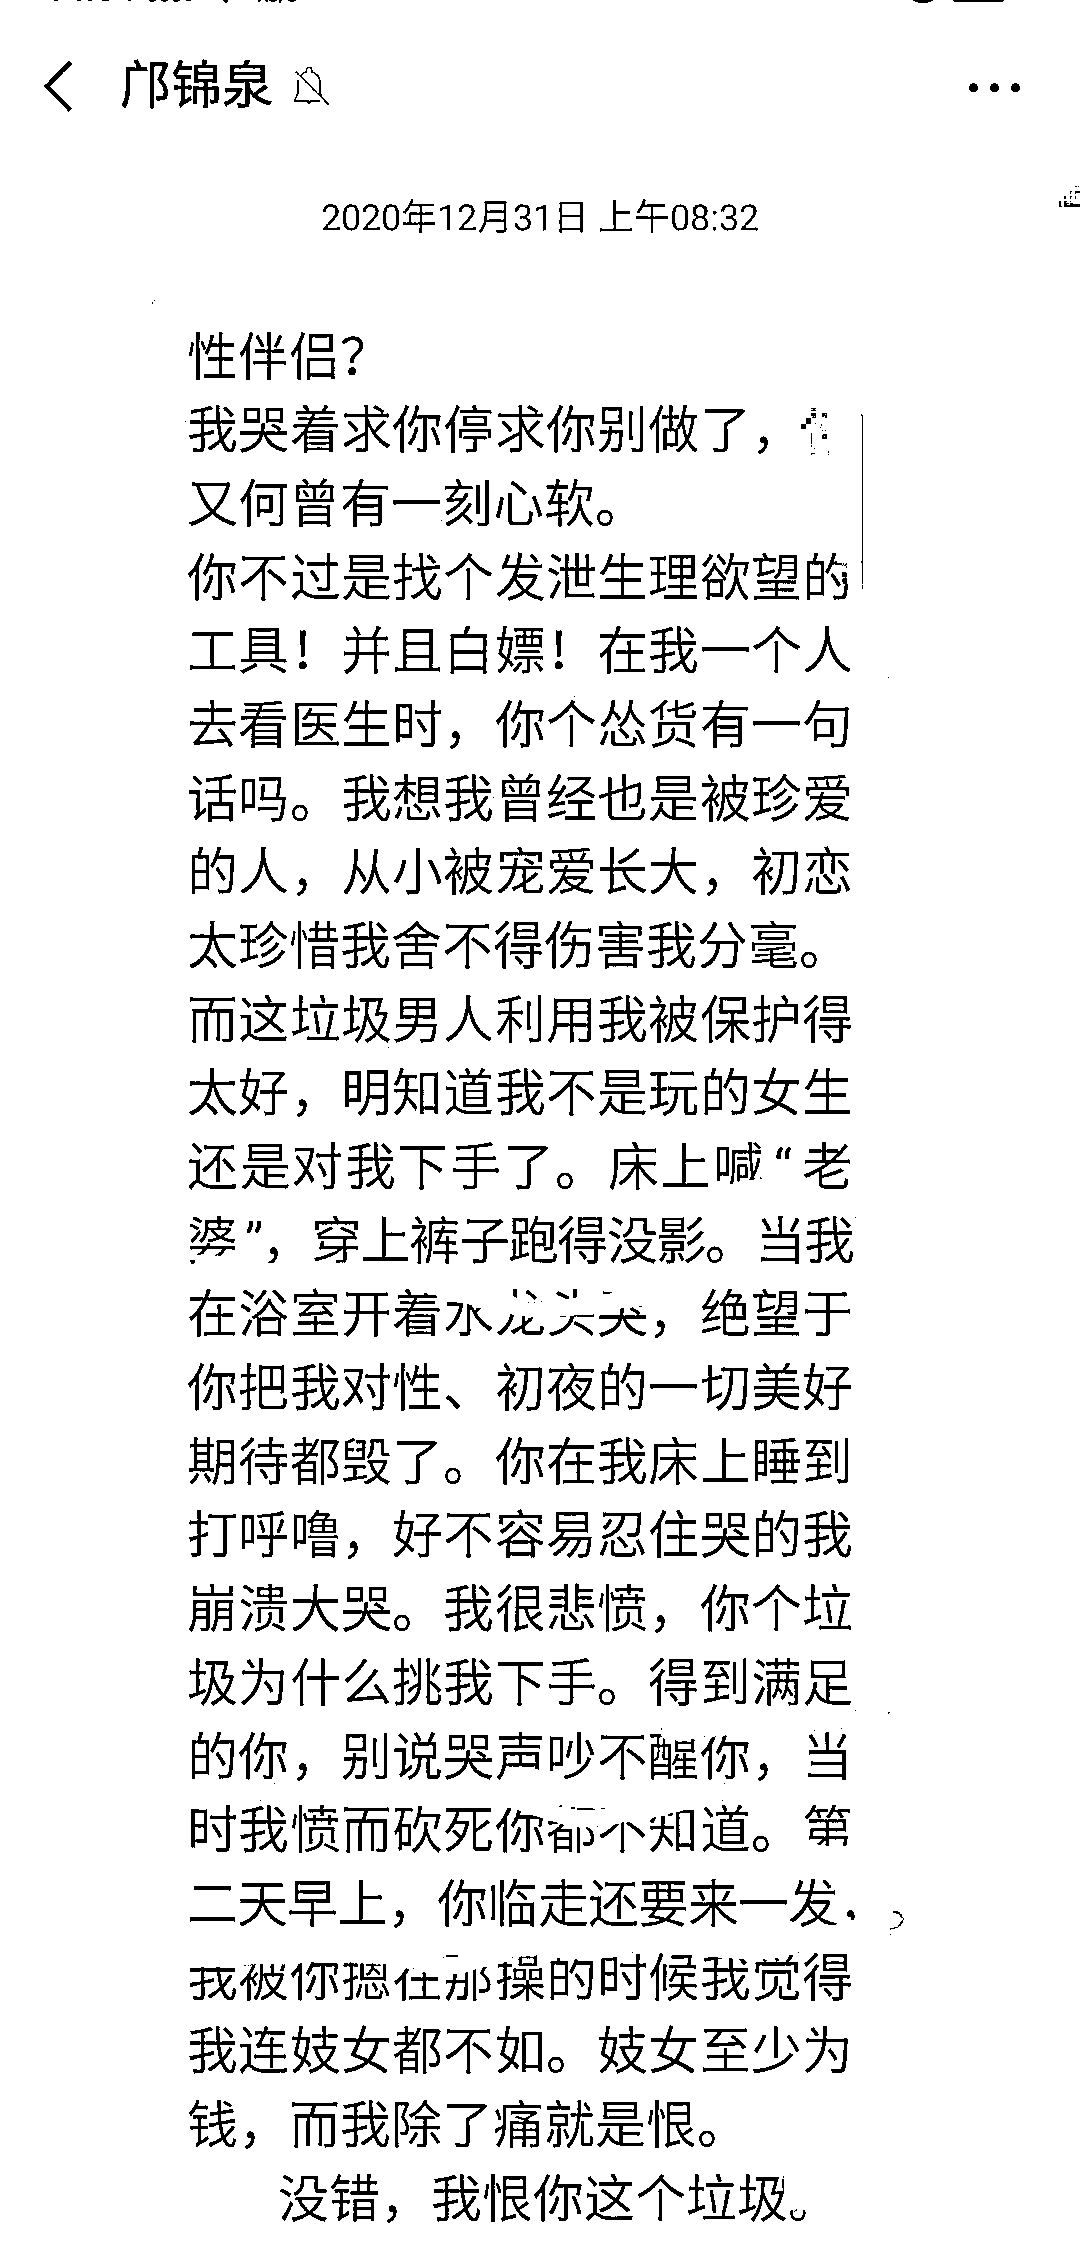 邝锦泉
2020年12月31日 上午08:32
性伴侣？
我哭着求你停求你别做了，
又何曾有一刻心软。
你不过是找个发泄生理欲望的
工具！并且白嫖！在我一个人
去看医生时，你个怂货有一句
话吗。我想我曾经也是被珍爱
的人，从小被宠爱长大，初恋
太珍惜我舍不得伤害我分毫。
而这垃圾男人利用我被保护得
太好，明知道我不是玩的女生
还是对我下手了。床上喊“老
婆”，穿上裤子跑得没影。当我
在浴室开着水龙头哭，绝望于
你把我对性、初夜的一切美好
期待都毁了。你在我床上睡到
打呼噜，好不容易忍住哭的我
崩溃大哭。我很悲愤，你个垃
圾为什么挑我下手。得到满足
的你，别说哭声吵不醒你，当
时我愤而砍死你都不知道。第
二天早上，你临走还要来一发，
我被你摁在那操的时候我觉得
我连妓女都不如。妓女至少为
钱，而我除了痛就是恨。
没错，我恨你这个垃圾。